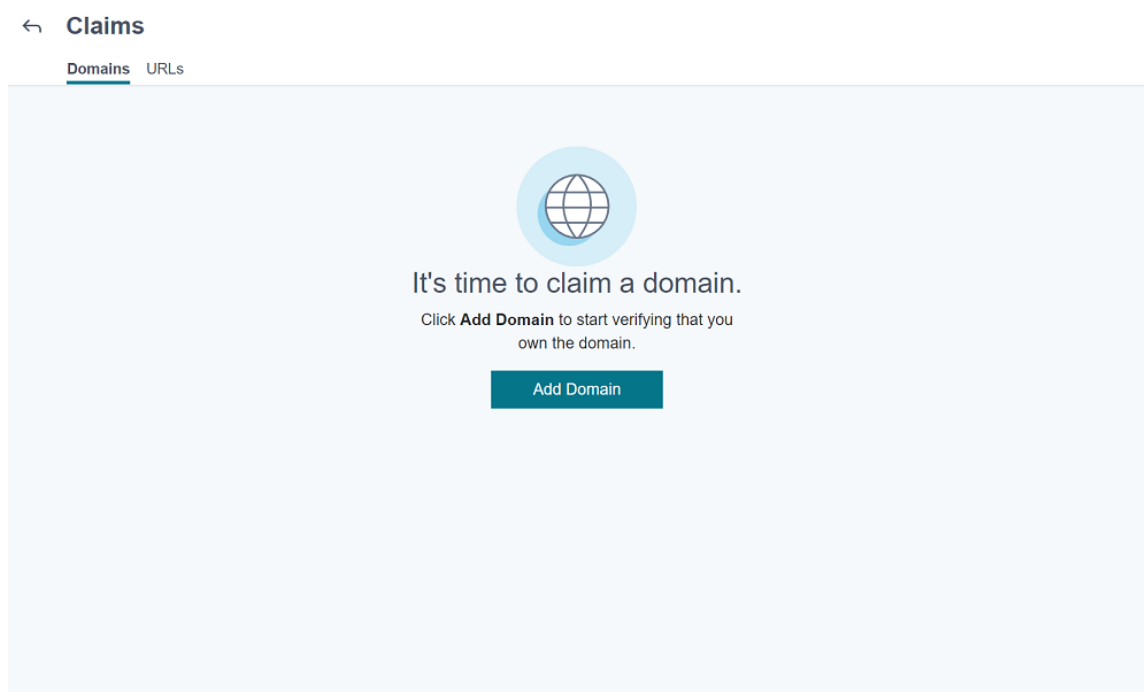 Claims
Domains URLs
It's time to claim a domain.
Click Add Domain to start verifying that you
own the domain.
Add Domain